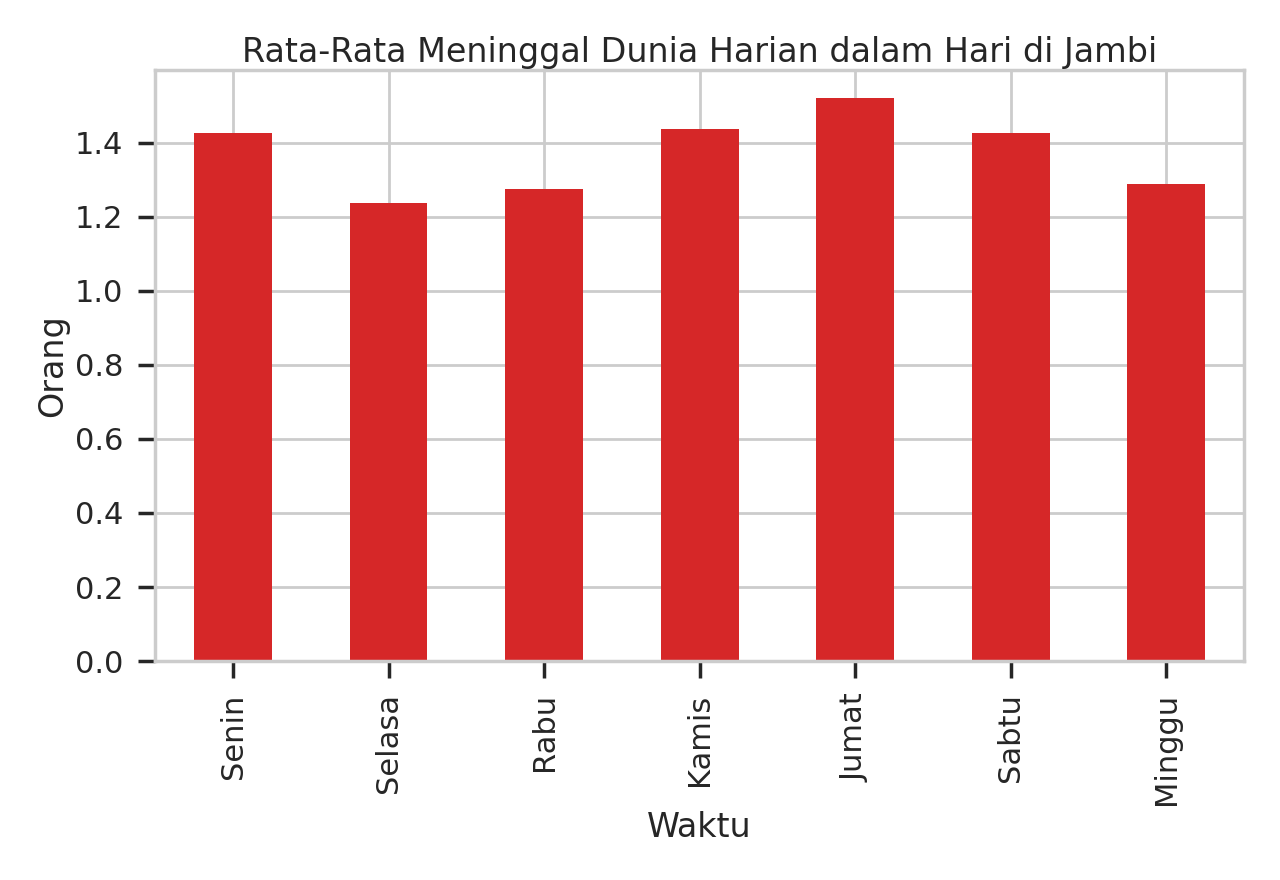 Rata-Rata Meninggal Dunia Harian dalam Hari di Jambi
Orang
1.4
1.2
1.0
0.8
0.6
0.4
0.2
0.0
Senin
Selasa
Rabu
Kamis
Jumat
Sabtu
Minggu
Waktu